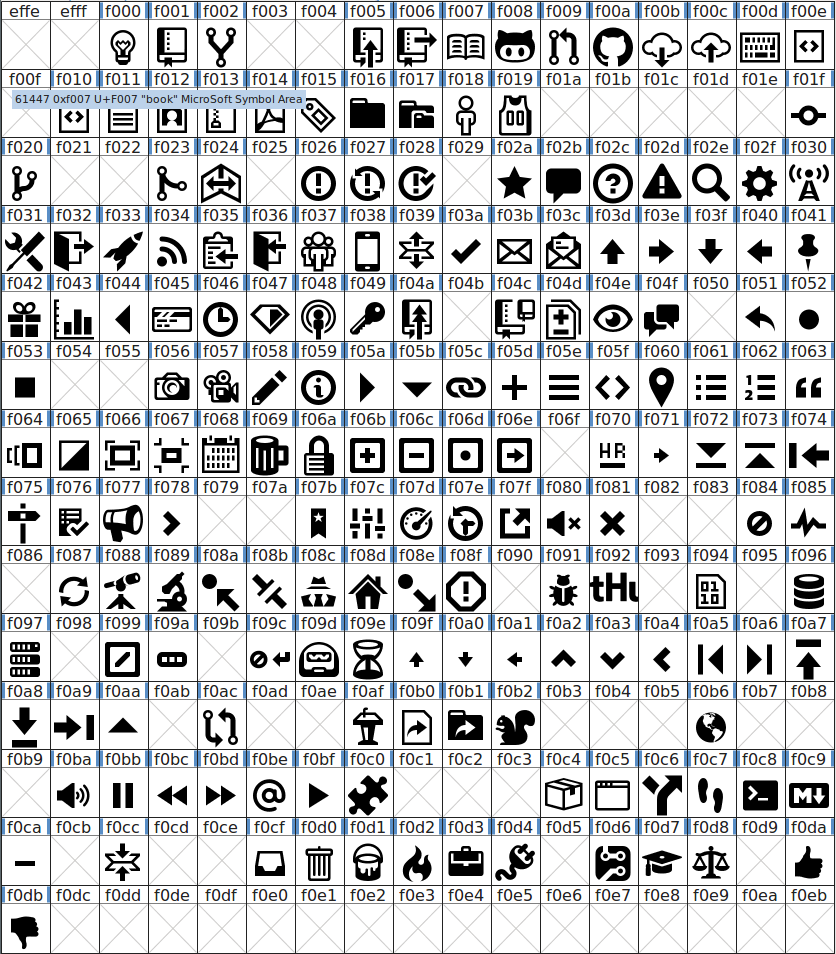 effe efff f000 f001 f002 f003 f004 f005 f006 f007 f008 f009 f00a f00b f00c f00d f00e
f00f f010 f011 f012 f013 f014 f015 f016 f017 f018 f019 f01a f01b f01c f01d f01e f01f
61447 0xf007 U+F007 "book" MicroSoft Symbol Area
f020 f021 f022 f023 f024 f025 f026 f027 f028 f029 f02a f02b f02c f02d f02e f02f f030
f031 f032 f033 f034 f035 f036 f037 f038 f039 f03a f03b f03c f03d f03e f03f f040 f041
f042 f043 f044 f045 f046 f047 f048 f049 f04a f04b f04c f04d f04e f04f f050 f051 f052
f053 f054 f055 f056 f057 f058 f059 f05a f05b f05c f05d f05e f05f f060 f061 f062 f063
f064 f065 f066 f067 f068 f069 f06a f06b f06c f06d f06e f06f f070 f071 f072 f073 f074
HR
f075 f076 f077 f078 f079 f07a f07b f07c f07d f07e f07f f080 f081 f082 f083 f084 f085
f086 f087 f088 f089 f08a f08b f08c f08d f08e f08f f090 f091 f092 f093 f094 f095 f096
tHu
f097 f098 f099 f09a f09b f09c f09d f09e f09f f0a0 f0a1 f0a2 f0a3 f0a4 f0a5 f0a6 f0a7
f0a8 f0a9 f0aa f0ab f0ac f0ad f0ae f0af f0b0 f0b1 f0b2 f0b3 f0b4 f0b5 f0b6 f0b7 f0b8
f0b9 f0ba f0bb f0bc f0bd f0be f0bf f0c0 f0c1 f0c2 f0c3 f0c4 f0c5 f0c6 f0c7 f0c8 f0c9
f0ca f0cb f0cc f0cd f0ce f0cf f0d0 f0d1 f0d2 f0d3 f0d4 f0d5 f0d6 f0d7 f0d8 f0d9 f0da
f0db f0dc f0dd f0de f0df f0e0 f0e1 f0e2 f0e3 f0e4 f0e5 f0e6 f0e7 f0e8 f0e9 f0ea f0eb